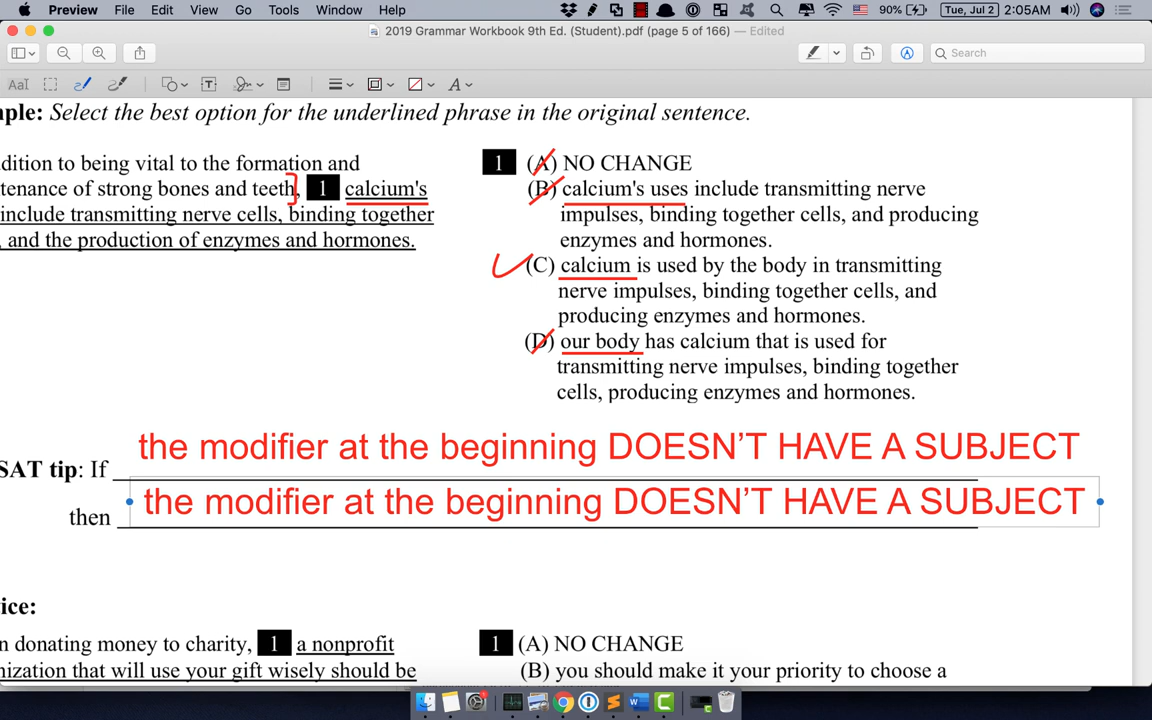 Preview File Edit View Go Tools Window Help 90% Tue, Jul 2 2:05AM
2019 Grammar Workbook 9th Ed. (Student).pdf (page 5 of 166) — Edited
Search
AaI T A
ple: Select the best option for the underlined phrase in the original sentence.
dition to being vital to the formation and
tenance of strong bones and teeth, 1 calcium's
include transmitting nerve cells, binding together
, and the production of enzymes and hormones.
1 (A) NO CHANGE
(B) calcium's uses include transmitting nerve
impulses, binding together cells, and producing
enzymes and hormones.
(C) calcium is used by the body in transmitting
nerve impulses, binding together cells, and
producing enzymes and hormones.
(D) our body has calcium that is used for
transmitting nerve impulses, binding together
cells, producing enzymes and hormones.
SAT tip: If the modifier at the beginning DOESN'T HAVE A SUBJECT
then the modifier at the beginning DOESN'T HAVE A SUBJECT
ice:
n donating money to charity, 1 a nonprofit
nization that will use your gift wisely should be
1 (A) NO CHANGE
(B) you should make it your priority to choose a